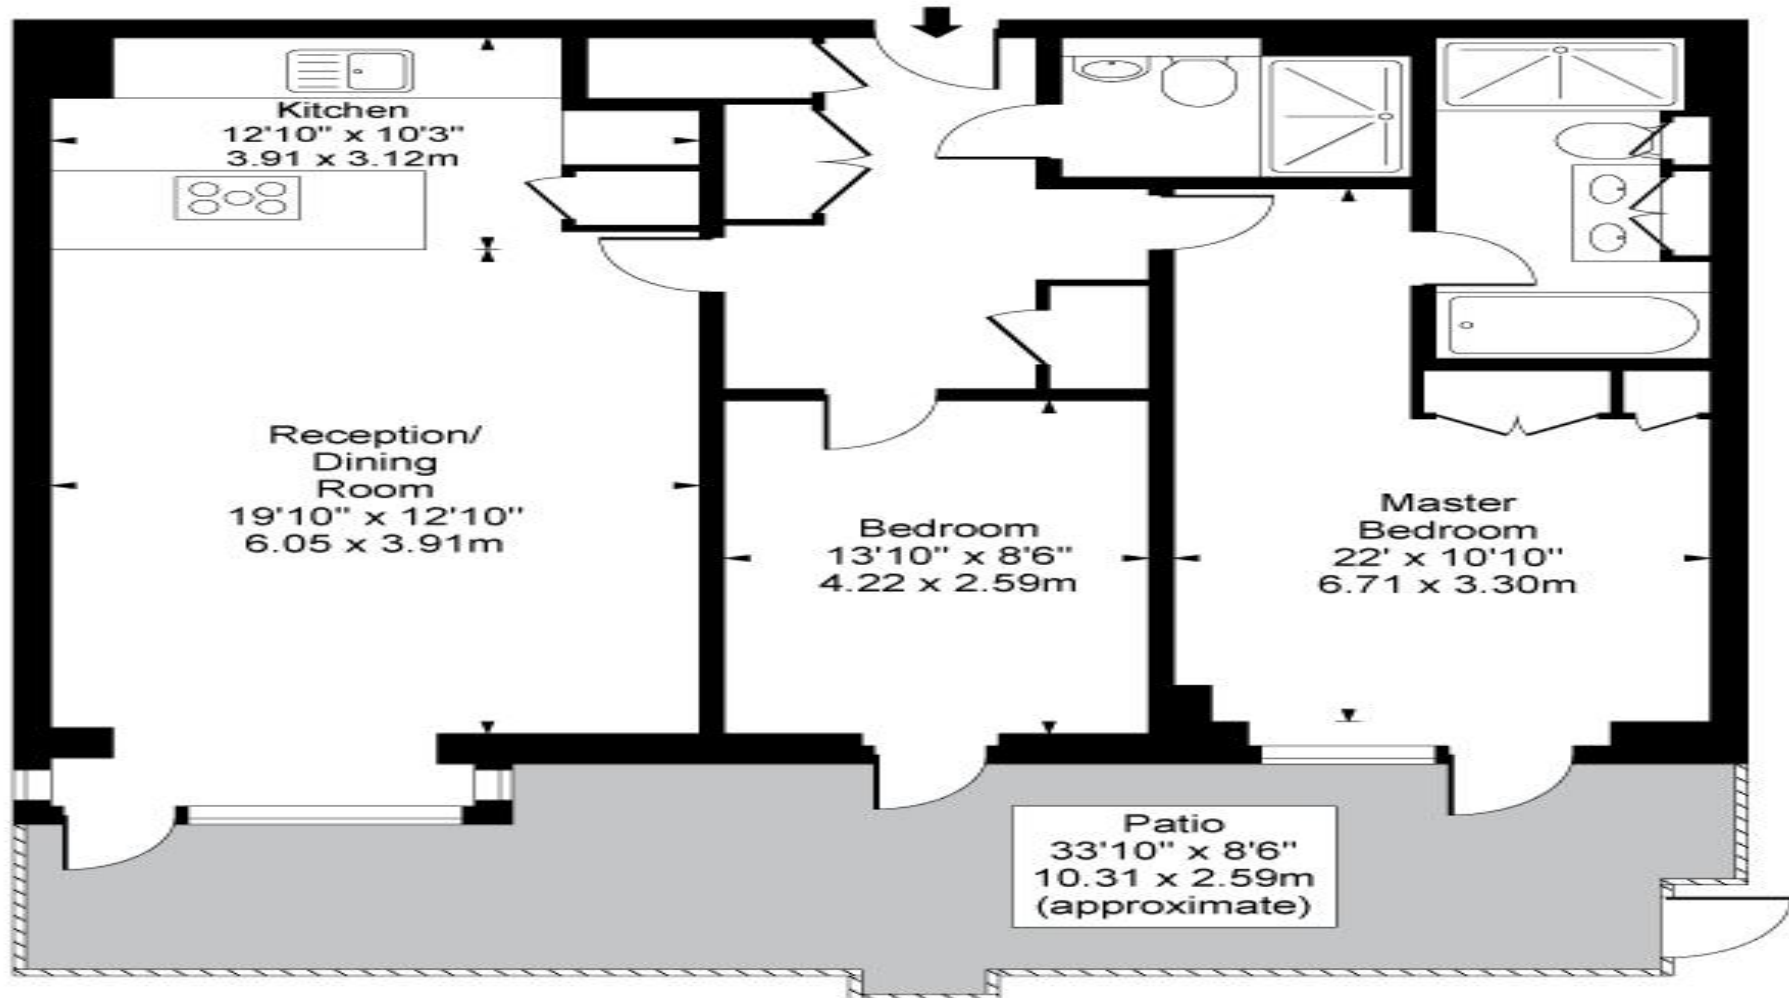 Kitchen
12'10" x 10'3"
3.91 x 3.12m
Reception/
Dining
Room
19'10" x 12'10"
6.05 x 3.91m
Bedroom
13'10" x 8'6"
4.22 x 2.59m
Master
Bedroom
22' x 10'10"
6.71 x 3.30m
Patio
33'10" x 8'6"
10.31 x 2.59m
(approximate)